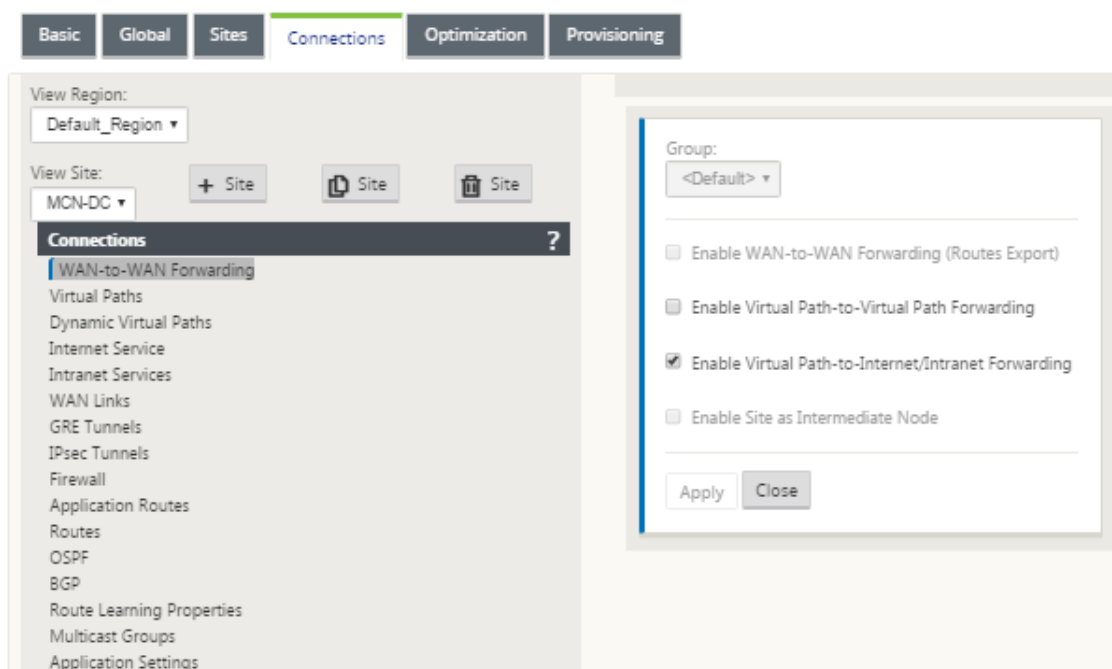 Basic Global Sites Connections Optimization Provisioning
View Region:
Default_Region
View Site:
MCN-DC
+ Site Site Site
Connections ?
WAN-to-WAN Forwarding
Virtual Paths
Dynamic Virtual Paths
Internet Service
Intranet Services
WAN Links
GRE Tunnels
IPsec Tunnels
Firewall
Application Routes
Routes
OSPF
BGP
Route Learning Properties
Multicast Groups
Application Settings
Group:
<Default>
Enable WAN-to-WAN Forwarding (Routes Export)
Enable Virtual Path-to-Virtual Path Forwarding
Enable Virtual Path-to-Internet/Intranet Forwarding
Enable Site as Intermediate Node
Apply Close